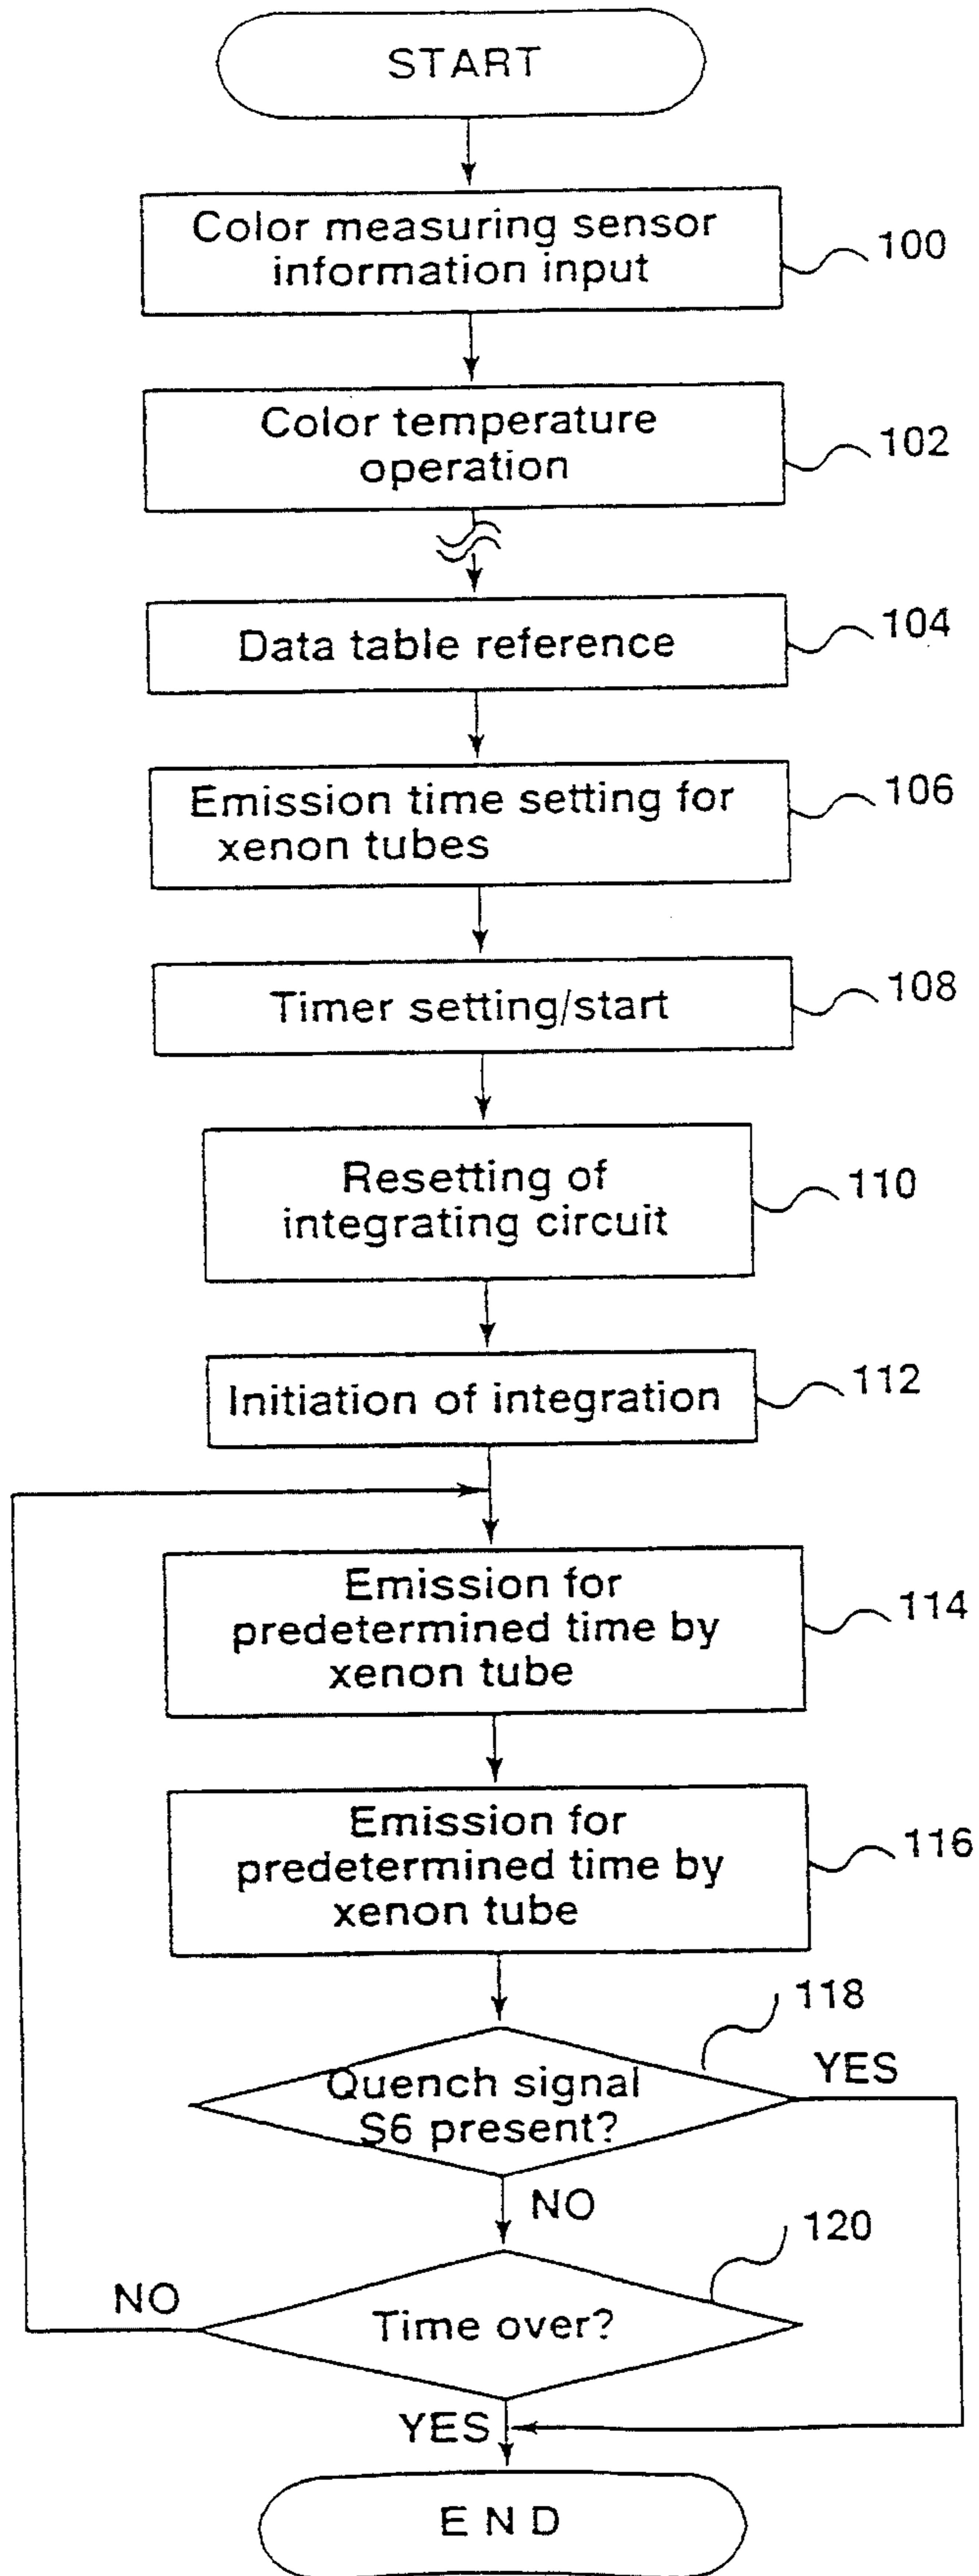 START
Color measuring sensor
information input
100
Color temperature
operation
102
Data table reference
104
Emission time setting for
xenon tubes
106
Timer setting/start
108
Resetting of
integrating circuit
110
Initiation of integration
112
Emission for
predetermined time by
xenon tube
114
Emission for
predetermined time by
xenon tube
116
118
Quench signal
S6 present?
YES
NO
120
Time over?
NO
YES
END